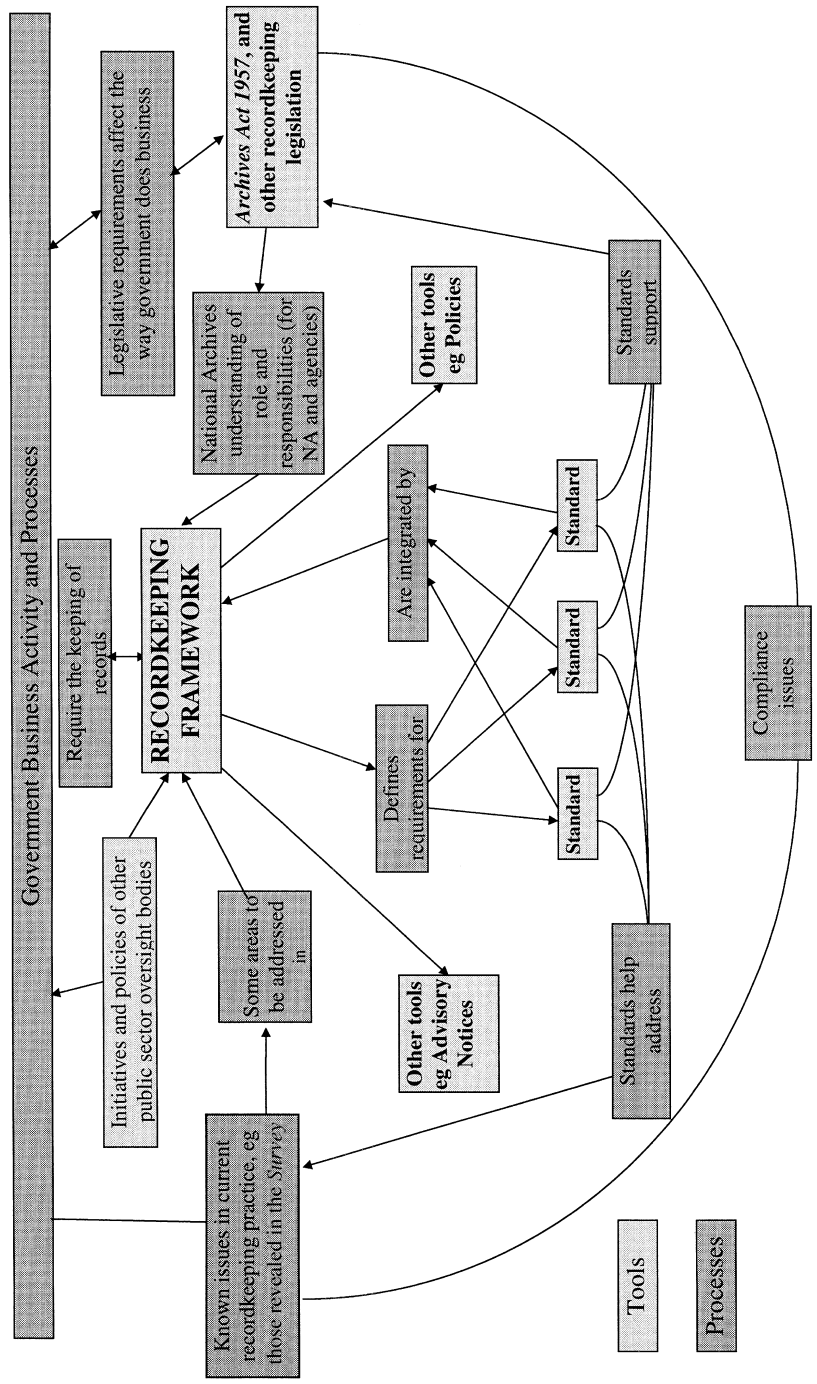 Government Business Activity and Processes
Legislative requirements affect the
way government does business
Require the keeping of
records
Initiatives and policies of other
public sector oversight bodies
Archives Act 1957, and
other recordkeeping
legislation
National Archives
understanding of
role and
responsibilities (for
NA and agencies)
RECORDKEEPING
FRAMEWORK
Some areas to
be addressed
in
Known issues in current
recordkeeping practice, eg
those revealed in the Survey
Other tools
eg Policies
Are integrated by
Defines
requirements for
Other tools
eg Advisory
Notices
Standard
Standard
Standard
Standards
support
Standards help
address
Compliance
issues
Tools
Processes